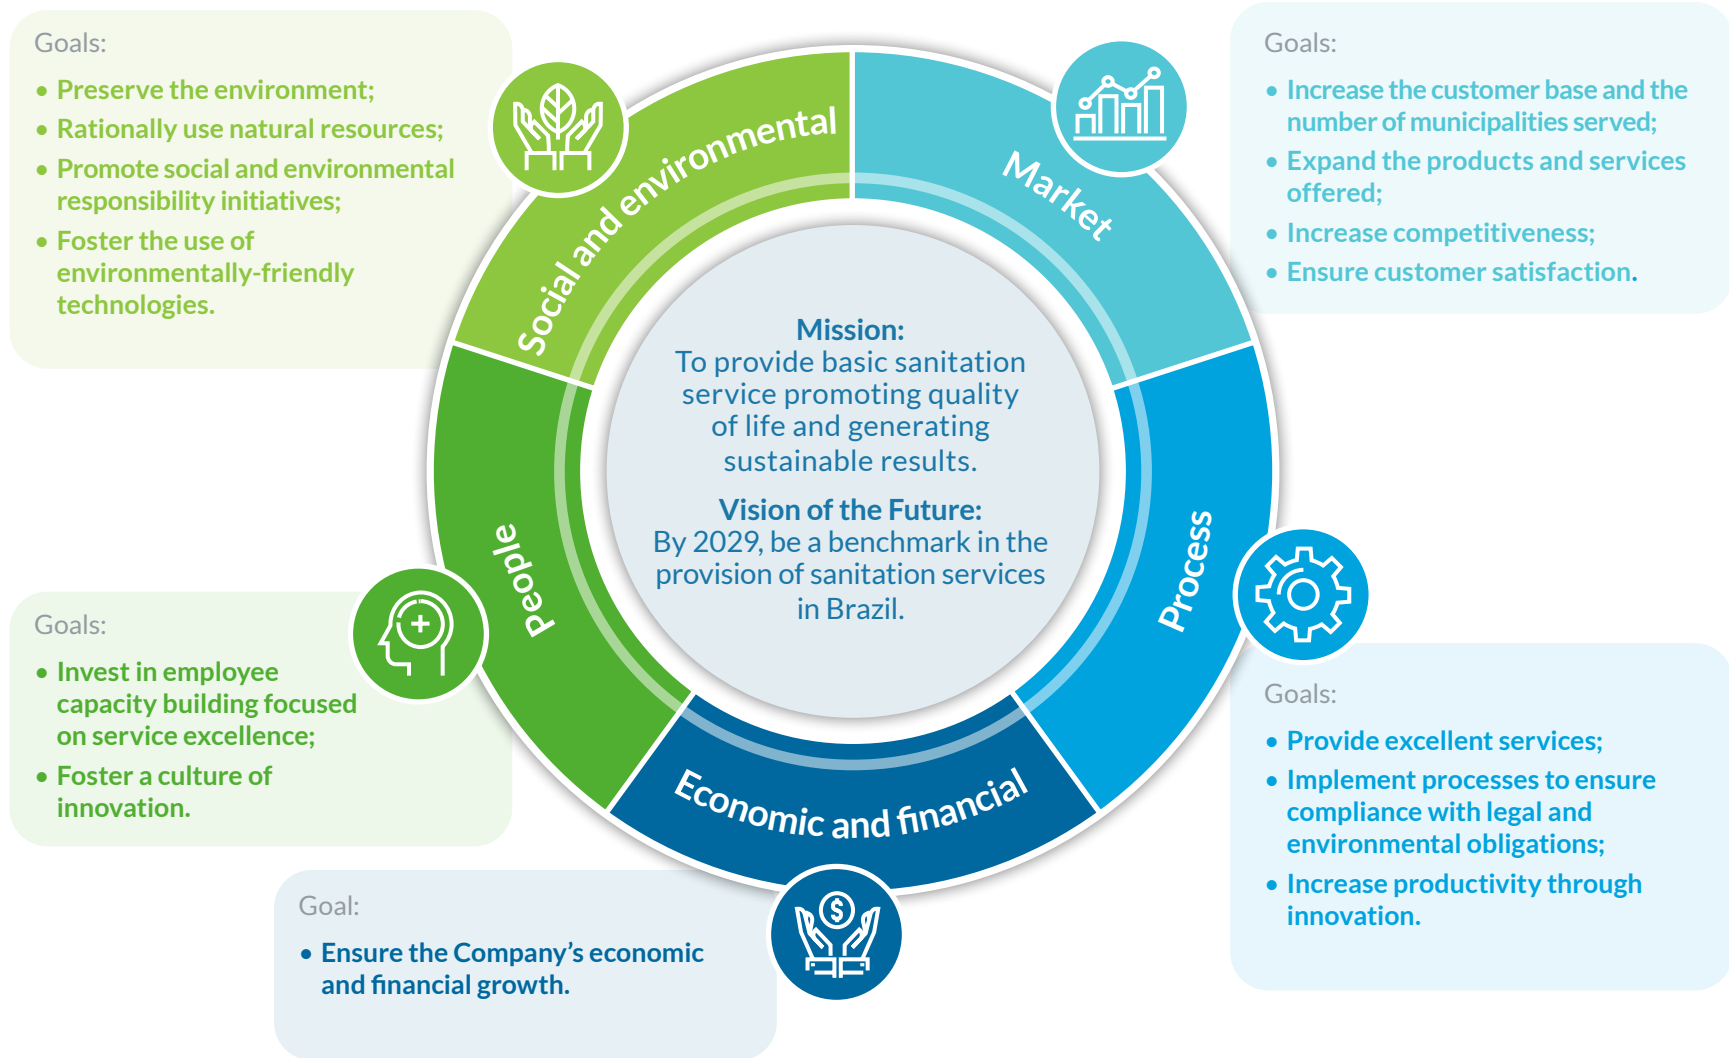 Goals:
• Preserve the environment;
• Rationally use natural resources;
• Promote social and environmental
responsibility initiatives;
• Foster the use of
environmentally-friendly
technologies.
Social and environmental
Market
Goals:
• Increase the customer base and the
number of municipalities served;
• Expand the products and services
offered;
• Increase competitiveness;
• Ensure customer satisfaction.
Mission:
To provide basic sanitation
service promoting quality
of life and generating
sustainable results.
Vision of the Future:
By 2029, be a benchmark in the
provision of sanitation services
in Brazil.
People
Process
Goals:
• Invest in employee
capacity building focused
on service excellence;
• Foster a culture of
innovation.
Goals:
• Provide excellent services;
• Implement processes to ensure
compliance with legal and
environmental obligations;
• Increase productivity through
innovation.
Economic and financial
$
Goal:
• Ensure the Company’s economic
and financial growth.